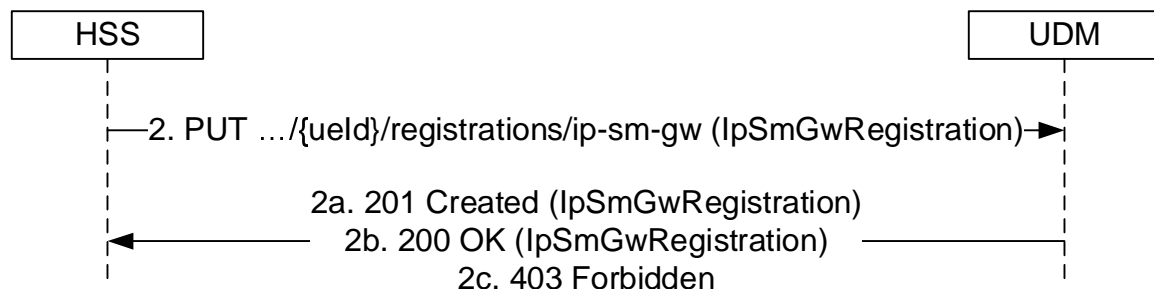 HSS
UDM
2. PUT …/{ueId}/registrations/ip-sm-gw (IpSmGwRegistration)
2a. 201 Created (IpSmGwRegistration)
2b. 200 OK (IpSmGwRegistration)
2c. 403 Forbidden